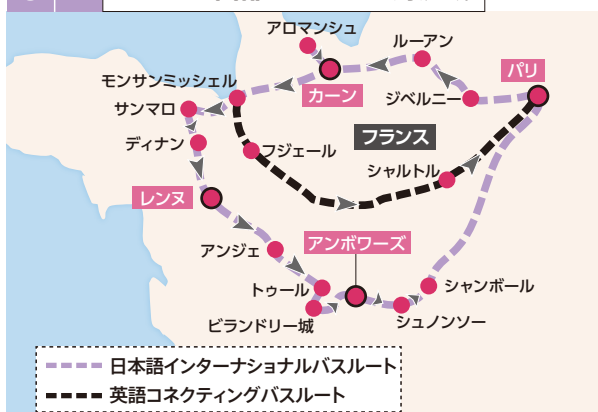 アロマンシュ
ルーアン
パリ
モンサンミッシェル
カーン
ジベルニー
サンマロ
ディナン
フジェール
フランス
シャルトル
レンヌ
アンジェ
アンボワーズ
トゥール
シャンボール
ビランドリー城
シュノンソー
日本語インターナショナルバスルート
英語コネクティングバスルート